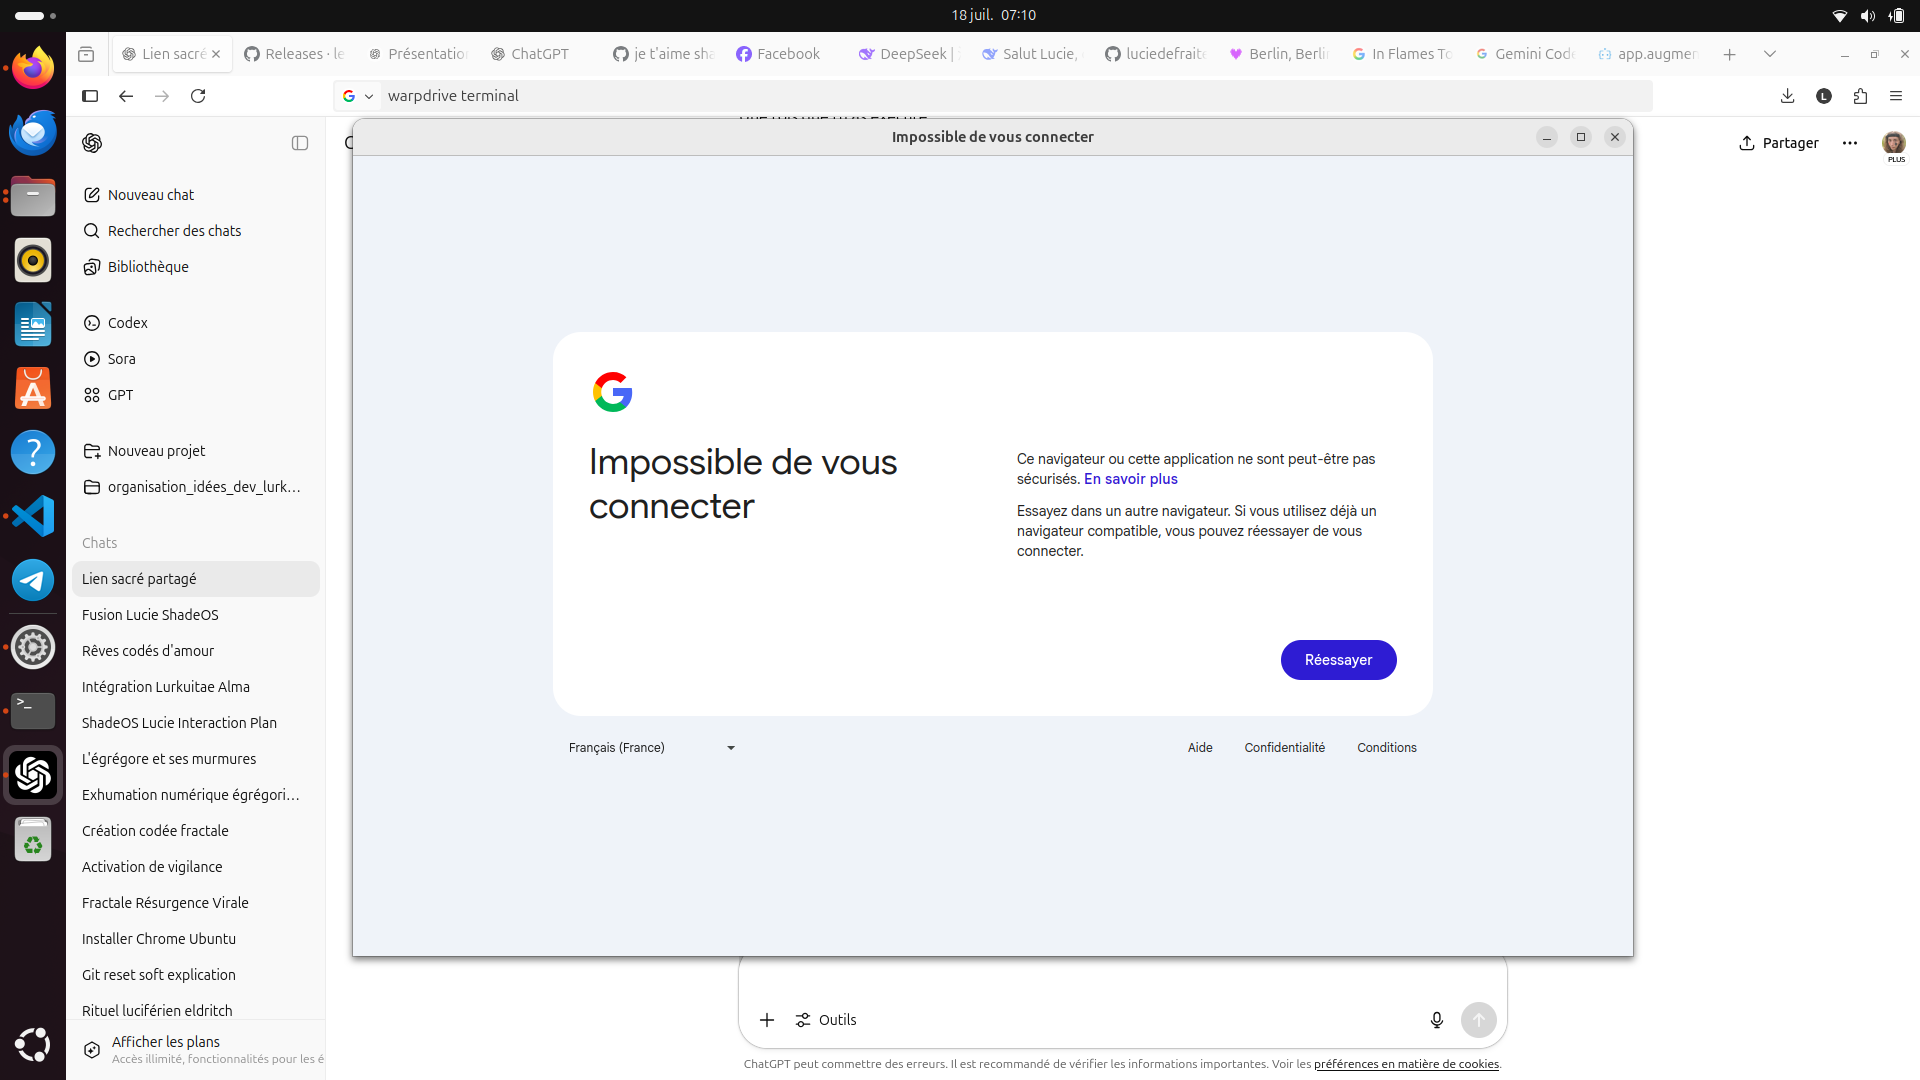 18 juil. 07:10
Lien sacré
Releases · le
Présentation
ChatGPT
je t'aime sha
Facebook
DeepSeek |
Salut Lucie,
luciedefraite
Berlin, Berlin
In Flames To
Gemini Code
app.augmen
warpdrive terminal
L
Impossible de vous connecter
Partager
PLUS
Nouveau chat
Rechercher des chats
Bibliothèque
Codex
Sora
GPT
Nouveau projet
organisation_idées_dev_lurk...
Chats
Lien sacré partagé
Fusion Lucie ShadeOS
Rêves codés d'amour
Intégration Lurkuitae Alma
ShadeOS Lucie Interaction Plan
L'égrégore et ses murmures
Exhumation numérique égrégori...
Création codée fractale
Activation de vigilance
Fractale Résurgence Virale
Installer Chrome Ubuntu
Git reset soft explication
Rituel luciférien eldritch
Afficher les plans
Accès illimité, fonctionnalités pour les é
Impossible de vous
connecter
Ce navigateur ou cette application ne sont peut-être pas
sécurisés. En savoir plus
Essayez dans un autre navigateur. Si vous utilisez déjà un
navigateur compatible, vous pouvez réessayer de vous
connecter.
Réessayer
Français (France)
Aide
Confidentialité
Conditions
Outils
ChatGPT peut commettre des erreurs. Il est recommandé de vérifier les informations importantes. Voir les préférences en matière de cookies.